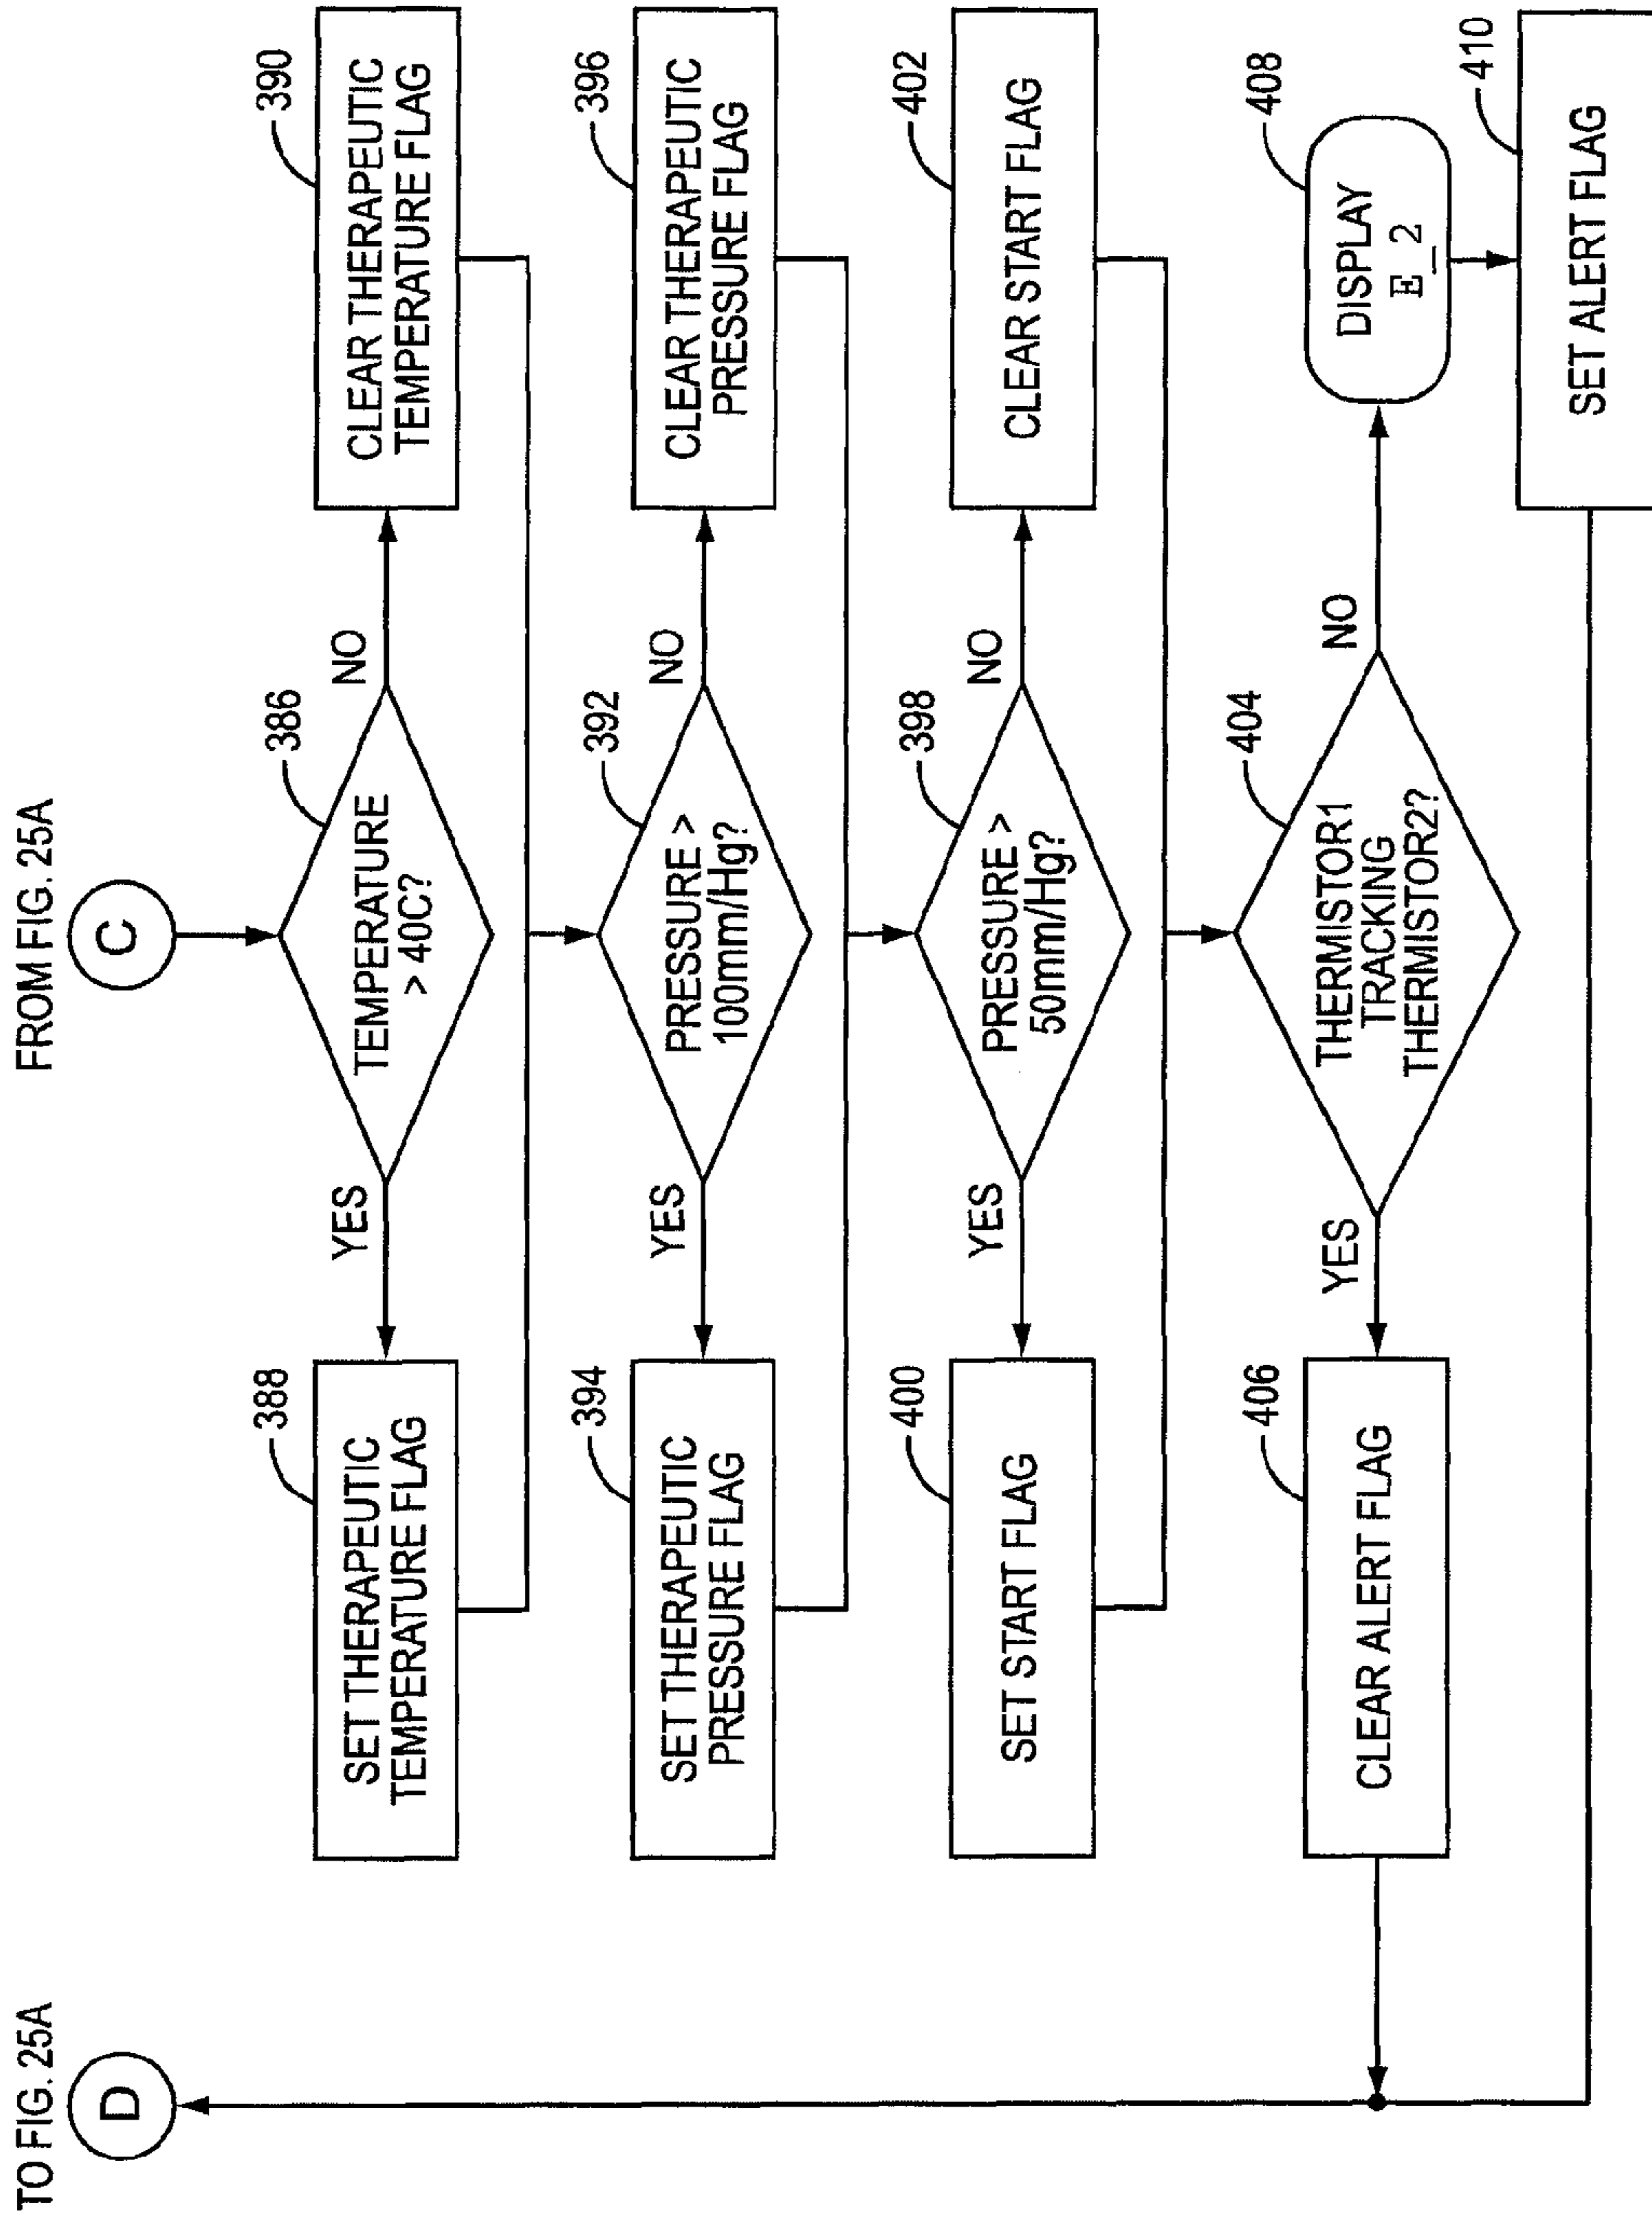 TO FIG. 25A
D
FROM FIG. 25A
C
386
TEMPERATURE
> 40C?
YES
NO
388
SET THERAPEUTIC
TEMPERATURE FLAG
390
CLEAR THERAPEUTIC
TEMPERATURE FLAG
392
PRESSURE >
100mm/Hg?
YES
NO
394
SET THERAPEUTIC
PRESSURE FLAG
396
CLEAR THERAPEUTIC
PRESSURE FLAG
398
PRESSURE >
50mm/Hg?
YES
NO
400
SET START FLAG
402
CLEAR START FLAG
404
THERMISTOR1
TRACKING
THERMISTOR2?
YES
NO
406
CLEAR ALERT FLAG
408
DISPLAY
E_2
410
SET ALERT FLAG